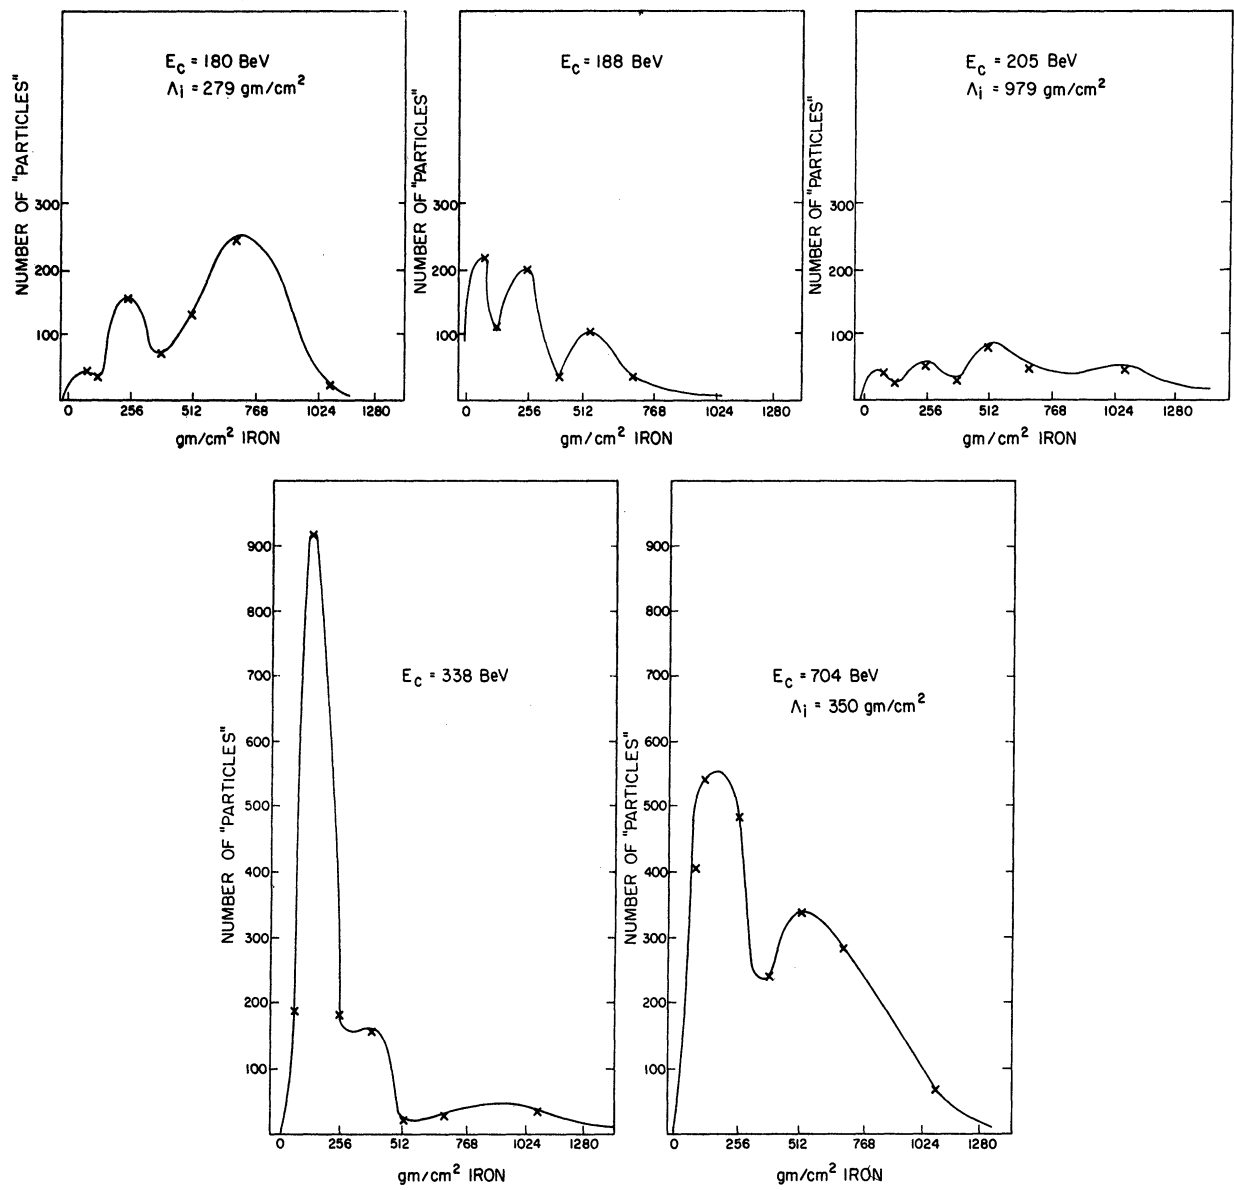 E_c = 180 BeV
Λ_i = 279 gm/cm²
NUMBER OF "PARTICLES"
300
200
100
0 256 512 768 1024 1280
gm/cm² IRON
E_c = 188 BeV
NUMBER OF "PARTICLES"
300
200
100
0 256 512 768 1024 1280
gm/cm² IRON
E_c = 205 BeV
Λ_i = 979 gm/cm²
NUMBER OF "PARTICLES"
300
200
100
0 256 512 768 1024 1280
gm/cm² IRON
E_c = 338 BeV
NUMBER OF "PARTICLES"
900
800
700
600
500
400
300
200
100
0 256 512 768 1024 1280
gm/cm² IRON
E_c = 704 BeV
Λ_i = 350 gm/cm²
NUMBER OF "PARTICLES"
900
800
700
600
500
400
300
200
100
0 256 512 768 1024 1280
gm/cm² IRON